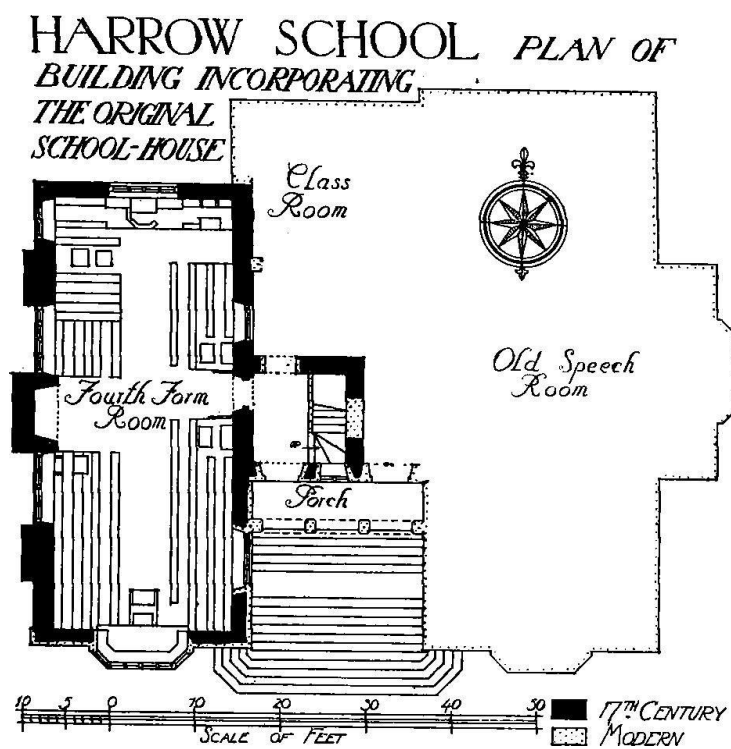 HARROW SCHOOL PLAN OF
BUILDING INCORPORATING
THE ORIGINAL
SCHOOL-HOUSE
Class
Room
Old Speech
Room
Fourth Form
Room
UP
Porch
10 5 0 10 20 30 40 50
SCALE OF FEET
17TH CENTURY
MODERN